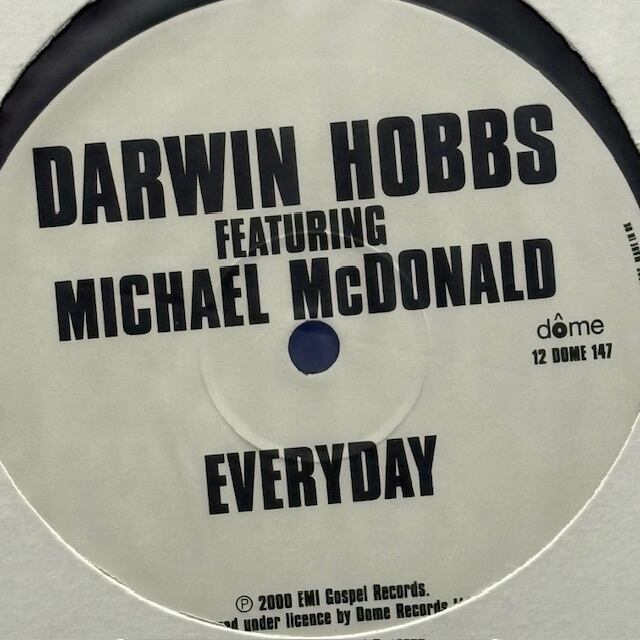 DARWIN HOBBS
FEATURING
MICHAEL McDONALD
dôme
12 DOME 147
EVERYDAY
℗ 2000 EMI Gospel Records.
under licence by Dome Records